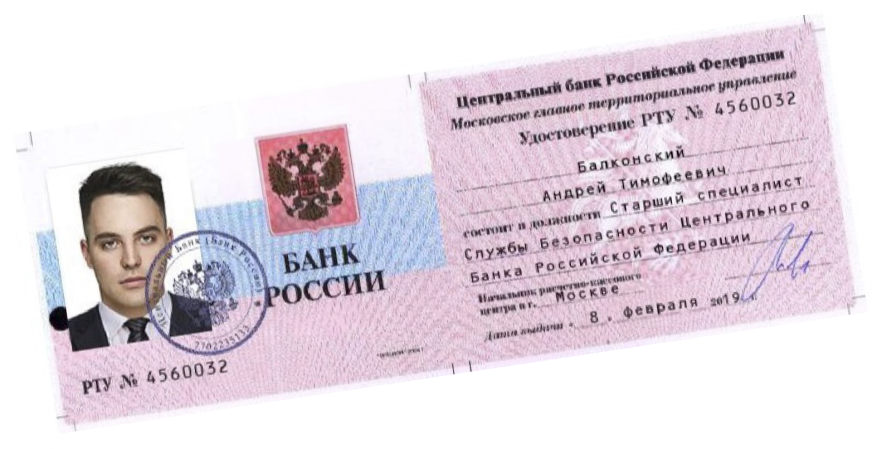 БАНК
РОССИИ
РТУ № 4560032
Центральный банк Российской Федерации
Московское главное территориальное управление
Удостоверение РТУ № 4560032
Балконский
Андрей Тимофеевич
состоит в должности Старший специалист
Службы Безопасности Центрального
Банка Российской Федерации
Начальник расчетно-кассового
центра в г. Москве
Дата выдачи . 8 . февраля 2019 г.